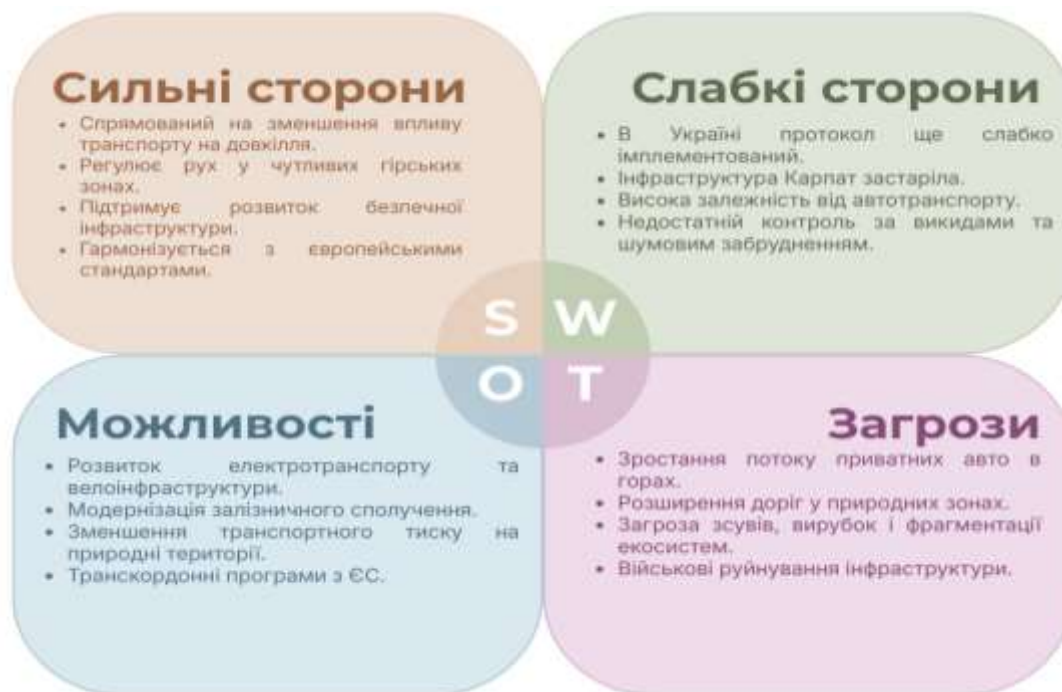 Сильні сторони
• Спрямований на зменшення впливу
транспорту на довкілля.
• Регулює рух у чутливих гірських
зонах.
• Підтримує розвиток безпечної
інфраструктури.
• Гармонізується з європейськими
стандартами.
Слабкі сторони
• В Україні протокол ще слабко
імплементований.
• Інфраструктура Карпат застаріла.
• Висока залежність від автотранспорту.
• Недостатній контроль за викидами та
шумовим забрудненням.
S W
O T
Можливості
• Розвиток електротранспорту та
велоінфраструктури.
• Модернізація залізничного сполучення.
• Зменшення транспортного тиску на
природні території.
• Транскордонні програми з ЄС.
Загрози
• Зростання потоку приватних авто в
горах.
• Розширення доріг у природних зонах.
• Загроза зсувів, вирубок і фрагментації
екосистем.
• Військові руйнування інфраструктури.